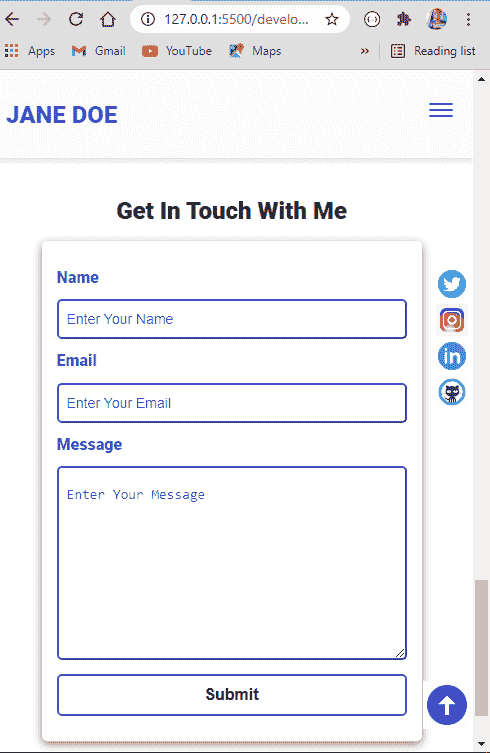 127.0.0.1:5500/develo...
Apps Gmail YouTube Maps » Reading list
JANE DOE
Get In Touch With Me
Name
Enter Your Name
Email
Enter Your Email
Message
Enter Your Message
Submit
in